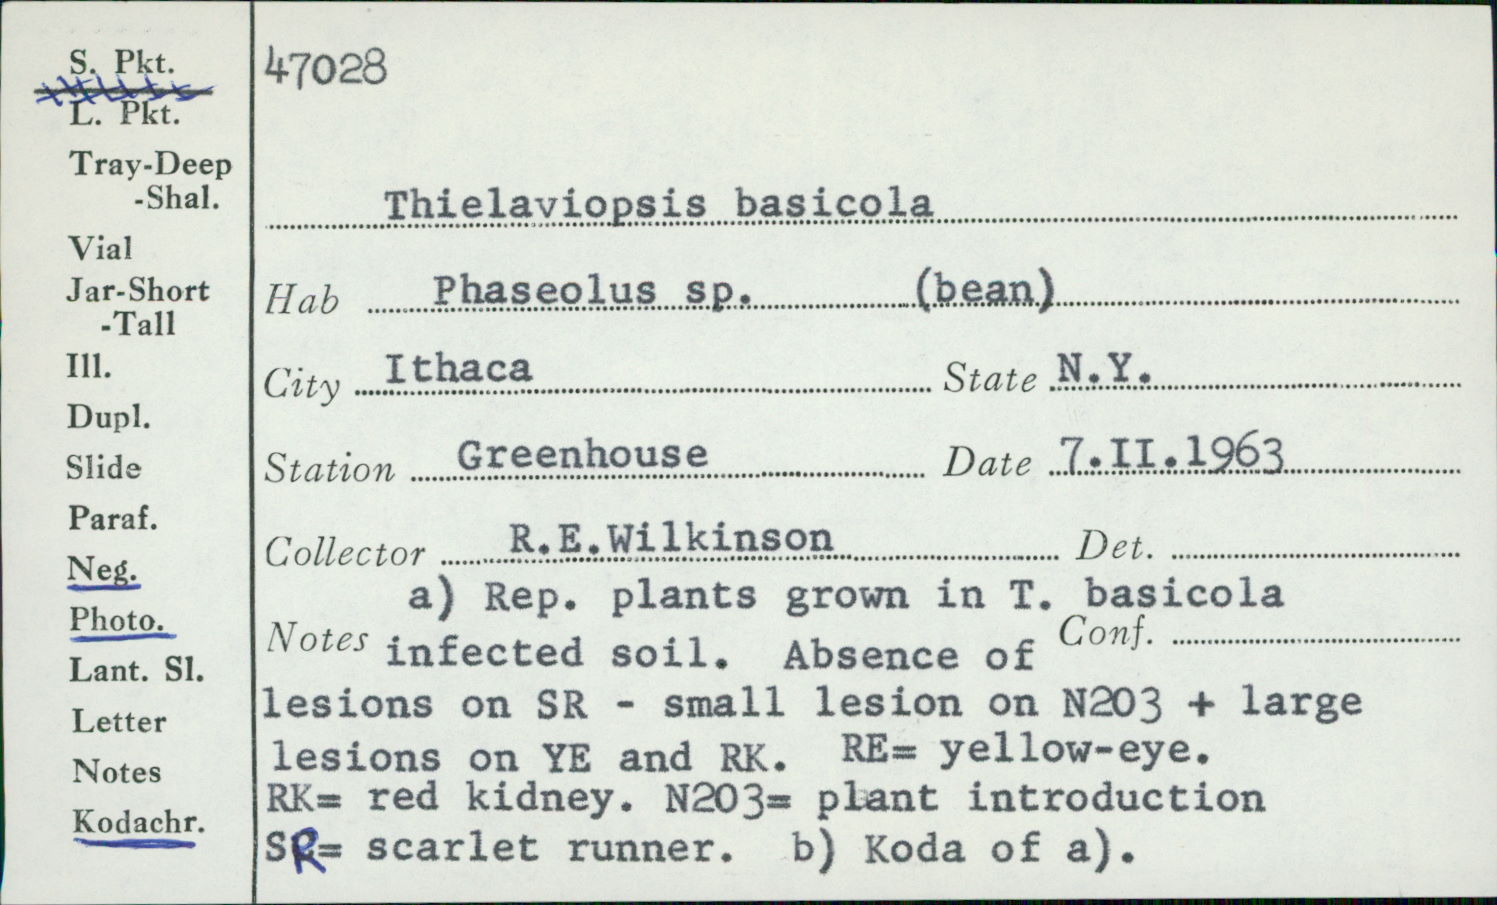 S. Pkt.
L. Pkt.
Tray-Deep
-Shal.
Vial
Jar-Short
-Tall
Ill.
Dupl.
Slide
Paraf.
Neg.
Photo.
Lant. Sl.
Letter
Notes
Kodachr.
47028
Thielaviopsis basicola
Hab Phaseolus sp. (bean)
City Ithaca State N.Y.
Station Greenhouse Date 7.II.1963
Collector R.E.Wilkinson Det.
a) Rep. plants grown in T. basicola
Notes infected soil. Absence of Conf.
lesions on SR - small lesion on N203 + large
lesions on YE and RK. RE= yellow-eye.
RK= red kidney. N203= plant introduction
SR= scarlet runner. b) Koda of a).